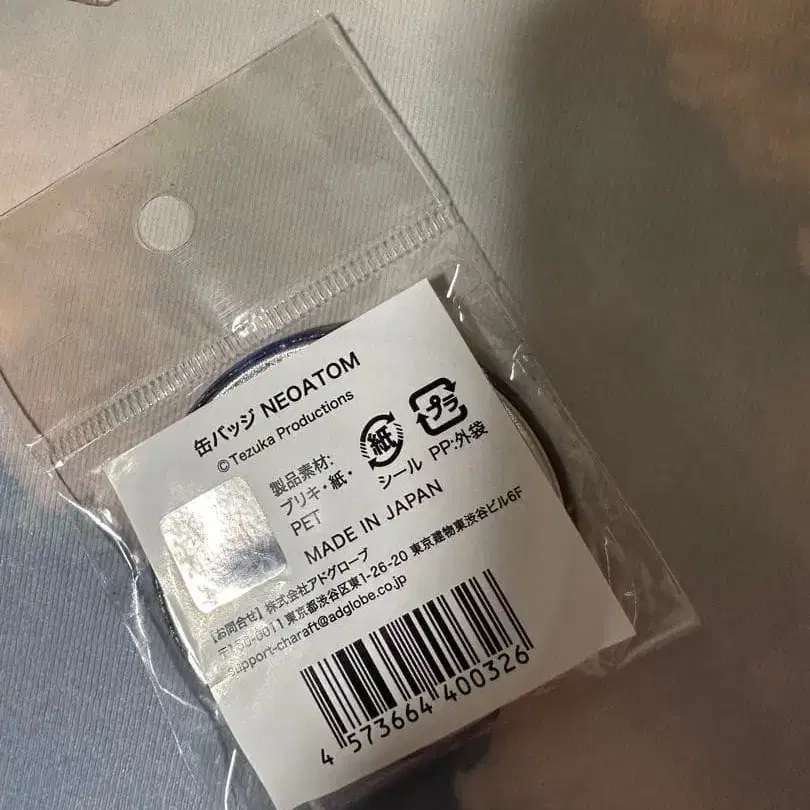 缶バッジ NEOATOM
©Tezuka Productions
製品素材:
ブリキ・紙・
PET
紙
プラ
シール PP:外袋
MADE IN JAPAN
【お問合せ】株式会社アドグローブ
〒150-0011 東京都渋谷区東1-26-20 東京建物東渋谷ビル6F
support-charaft@adglobe.co.jp
4 573664 400326